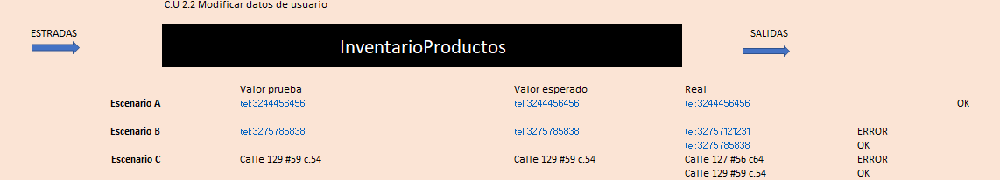 C.U 2.2 Modificar datos de usuario
ESTRADAS
InventarioProductos
SALIDAS
Valor prueba Valor esperado Real
Escenario A tel:3244456456 tel:3244456456 tel:3244456456 OK
Escenario B tel:3275785838 tel:3275785838 tel:32757121231 ERROR
tel:3275785838 OK
Escenario C Calle 129 #59 c.54 Calle 129 #59 c.54 Calle 127 #56 c64 ERROR
Calle 129 #59 c.54 OK